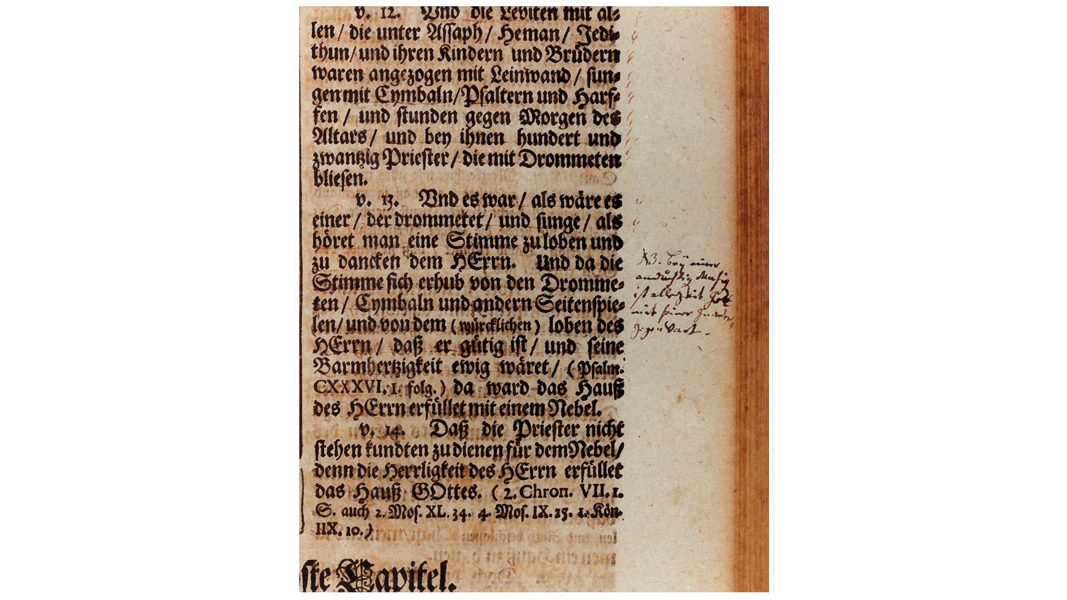 v. 12. Vnd die Leviten mit al-
len / die unter Assaph / Heman / Jedi-
thun / und ihren Kindern und Brüdern
waren angezogen mit Leinwand / sun-
gen mit Cymbaln / Psaltern und Harf-
fen / und stunden gegen Morgen des
Altars / und bey ihnen hundert und
zwantzig Priester / die mit Drommeten
bliesen.
v. 13. Vnd es war / als wäre es
einer / der drommetet / und sunge / als
höret man eine Stimme zu loben und
zu dancken dem HErrn. Und da die
Stimme sich erhub von den Dromme-
ten / Cymbaln und andern Seitenspie-
len / und von dem (würcklichen) loben des
HErrn / daß er gütig ist / und seine
Barmhertzigkeit ewig wäret / (Psalm.
CXXXVI. 1. folg.) da ward das Hauß
des HErrn erfüllet mit einem Nebel.
v. 14. Daß die Priester nicht
stehen kundten zu dienen für dem Nebel /
denn die Herrligkeit des HErrn erfüllet
das Hauß GOttes. (2. Chron. VII. 1.
S. auch 2. Mos. XL. 34. 4. Mos. IX. 15. 1. Kön.
IIX. 10.)
ste Capitel.
NB. Bey einer
andächtig Musiq
ist allezeit Gott
mit seiner Gnaden
Gegenwart.